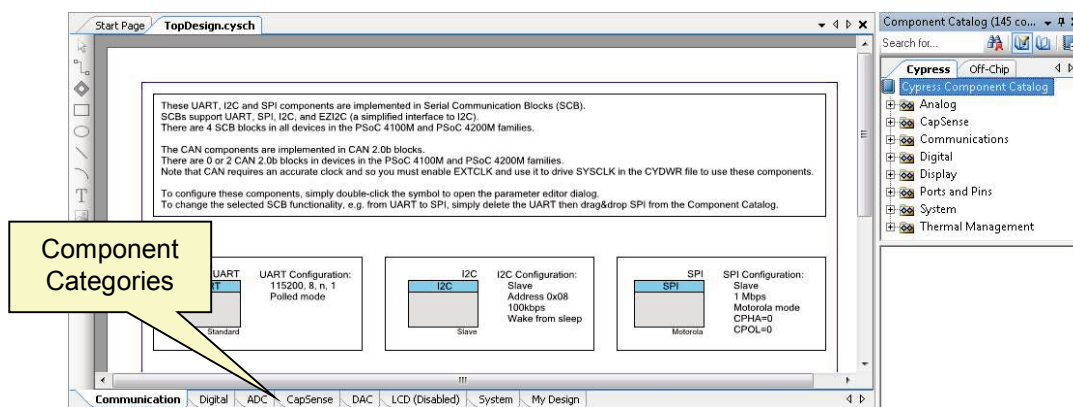 Start Page
TopDesign.cysch
Component Catalog (145 co...
Search for...
Cypress
Off-Chip
Cypress Component Catalog
Analog
CapSense
Communications
Digital
Display
Ports and Pins
System
Thermal Management
These UART, I2C and SPI components are implemented in Serial Communication Blocks (SCB).
SCBs support UART, SPI, I2C, and EZI2C (a simplified interface to I2C).
There are 4 SCB blocks in all devices in the PSoC 4100M and PSoC 4200M families.
The CAN components are implemented in CAN 2.0b blocks.
There are 0 or 2 CAN 2.0b blocks in devices in the PSoC 4100M and PSoC 4200M families.
Note that CAN requires an accurate clock and so you must enable EXTCLK and use it to drive SYSCLK in the CYDWR file to use these components.
To configure these components, simply double-click the symbol to open the parameter editor dialog.
To change the selected SCB functionality, e.g. from UART to SPI, simply delete the UART then drag&drop SPI from the Component Catalog.
Component
Categories
UART
RT
Standard
UART Configuration:
115200, 8, n, 1
Polled mode
I2C
I2C
Slave
I2C Configuration:
Slave
Address 0x08
100kbps
Wake from sleep
SPI
SPI
Motorola
SPI Configuration:
Slave
1 Mbps
Motorola mode
CPHA=0
CPOL=0
Communication
Digital
ADC
CapSense
DAC
LCD (Disabled)
System
My Design